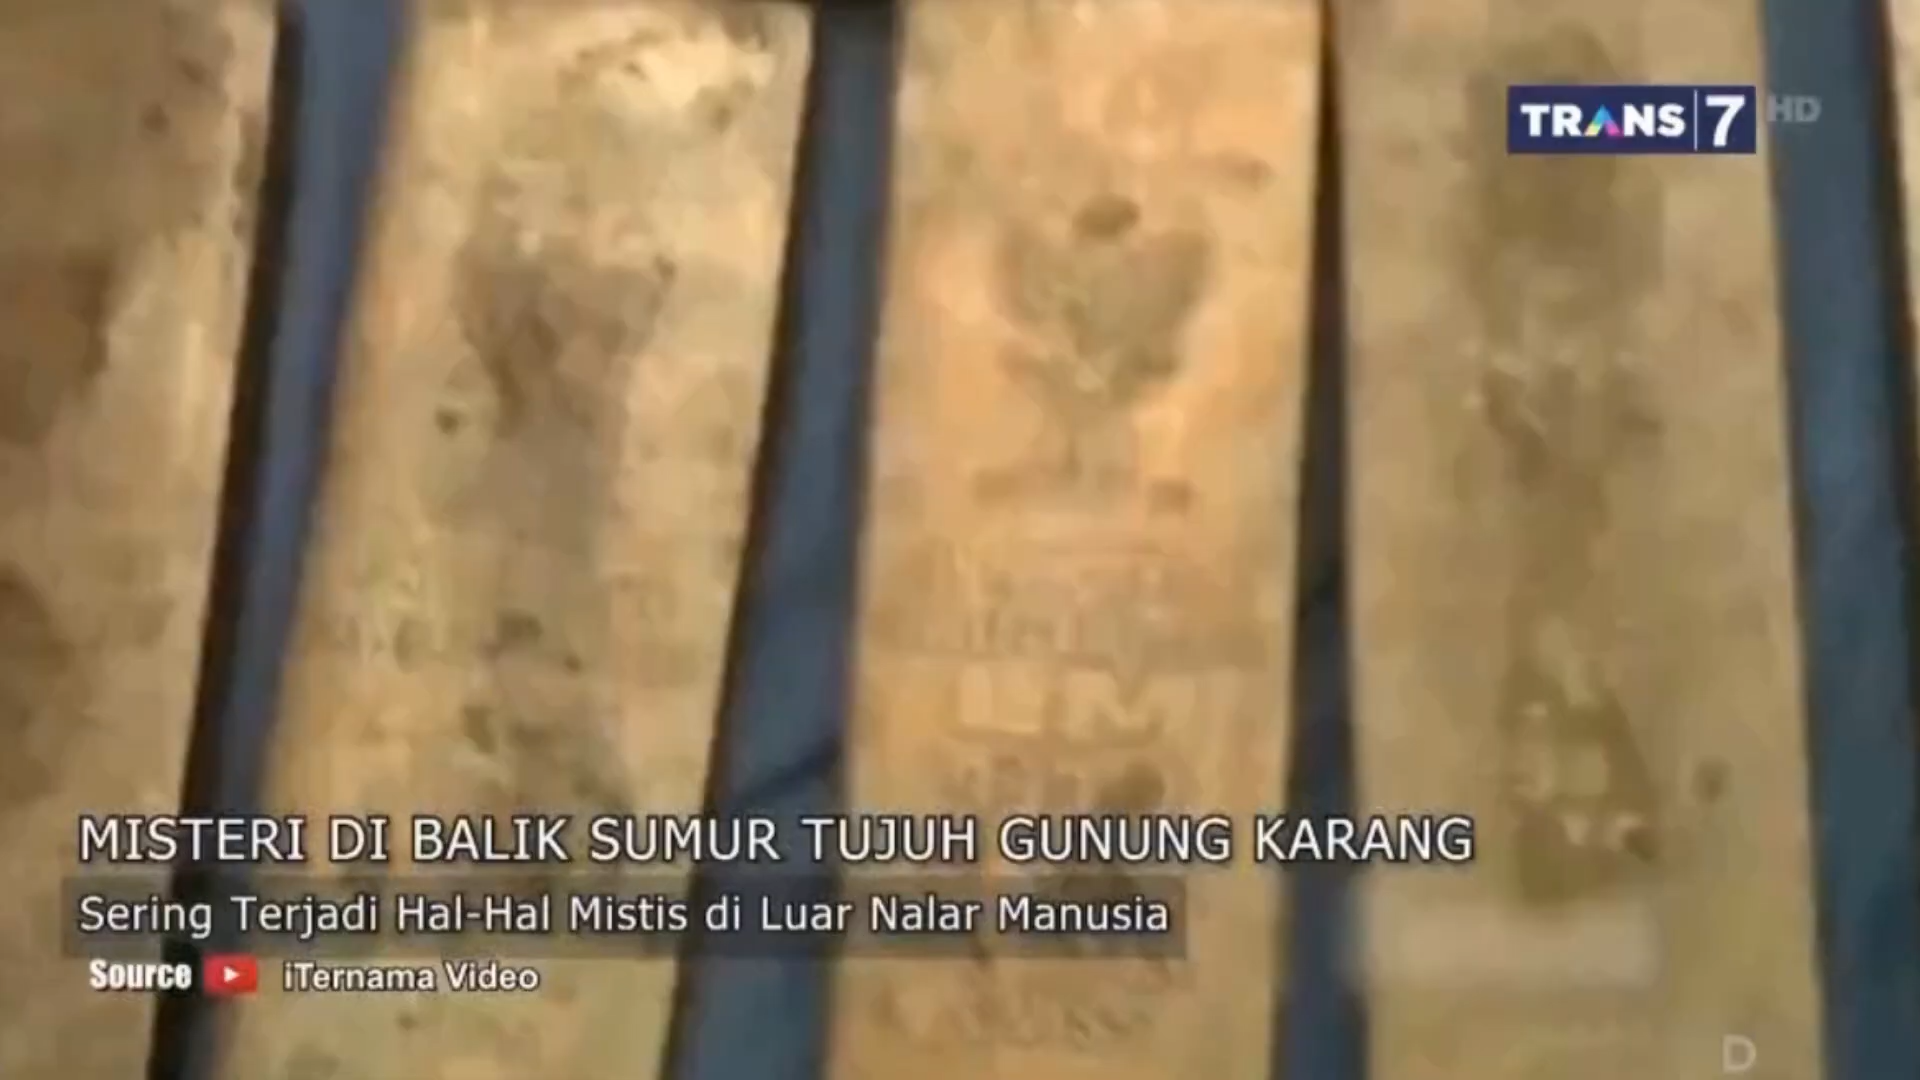 TRANS|7 HD
MISTERI DI BALIK SUMUR TUJUH GUNUNG KARANG
Sering Terjadi Hal-Hal Mistis di Luar Nalar Manusia
Source iTernama Video
D